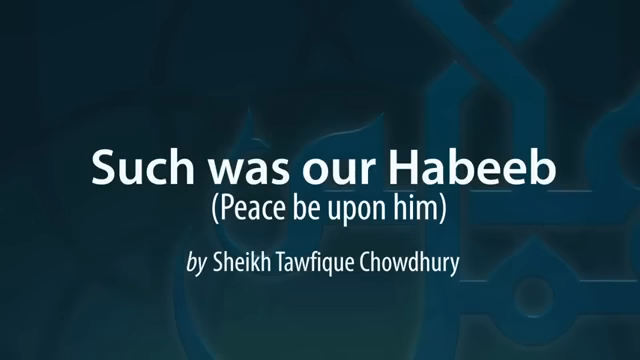 Such was our Habeeb
(Peace be upon him)
by Sheikh Tawfique Chowdhury